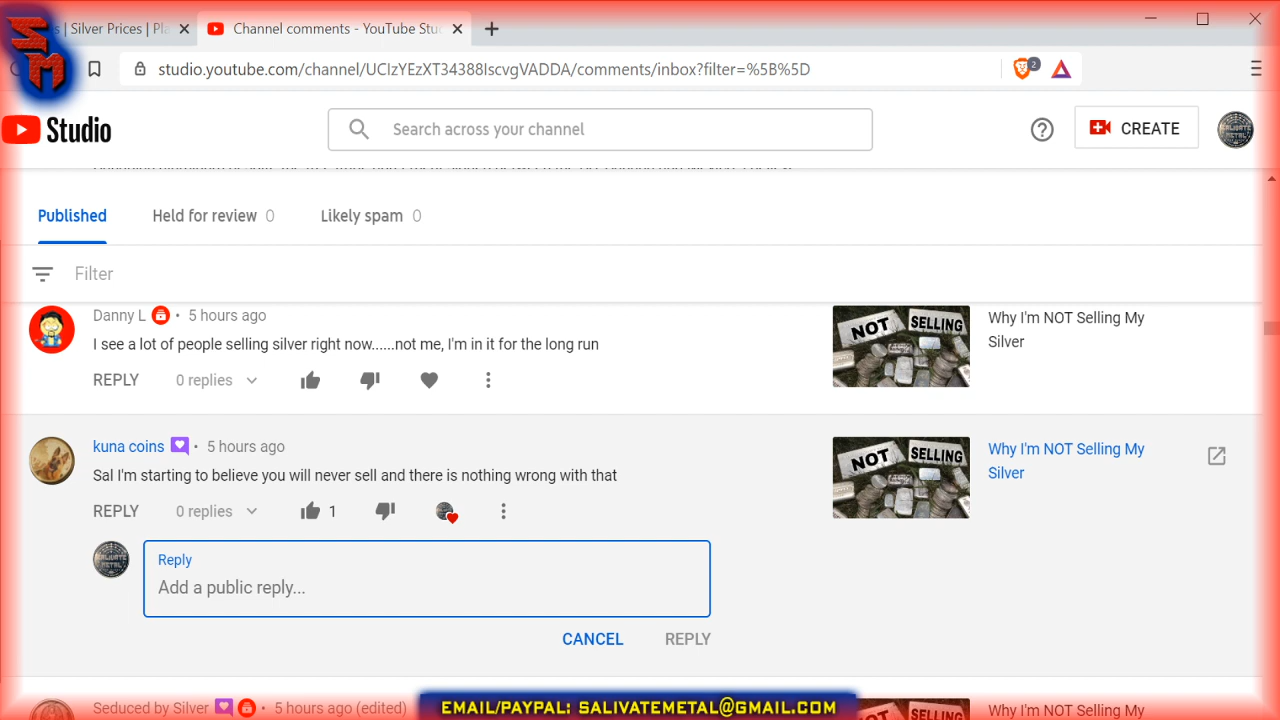 s | Silver Prices | Pla
Channel comments - YouTube Stu
SM
studio.youtube.com/channel/UCIzYEzXT34388IscvgVADDA/comments/inbox?filter=%5B%5D
2
Studio
Search across your channel
CREATE
Published
Held for review 0
Likely spam 0
Filter
Danny L • 5 hours ago
I see a lot of people selling silver right now......not me, I'm in it for the long run
REPLY 0 replies
NOT SELLING
Why I'm NOT Selling My
Silver
kuna coins • 5 hours ago
Sal I'm starting to believe you will never sell and there is nothing wrong with that
REPLY 0 replies 1
NOT SELLING
Why I'm NOT Selling My
Silver
SALIVATE
METAL
Reply
Add a public reply...
CANCEL REPLY
Seduced by Silver • 5 hours ago (edited)
NOT SELLING
Why I'm NOT Selling My
EMAIL/PAYPAL: SALIVATEMETAL@GMAIL.COM